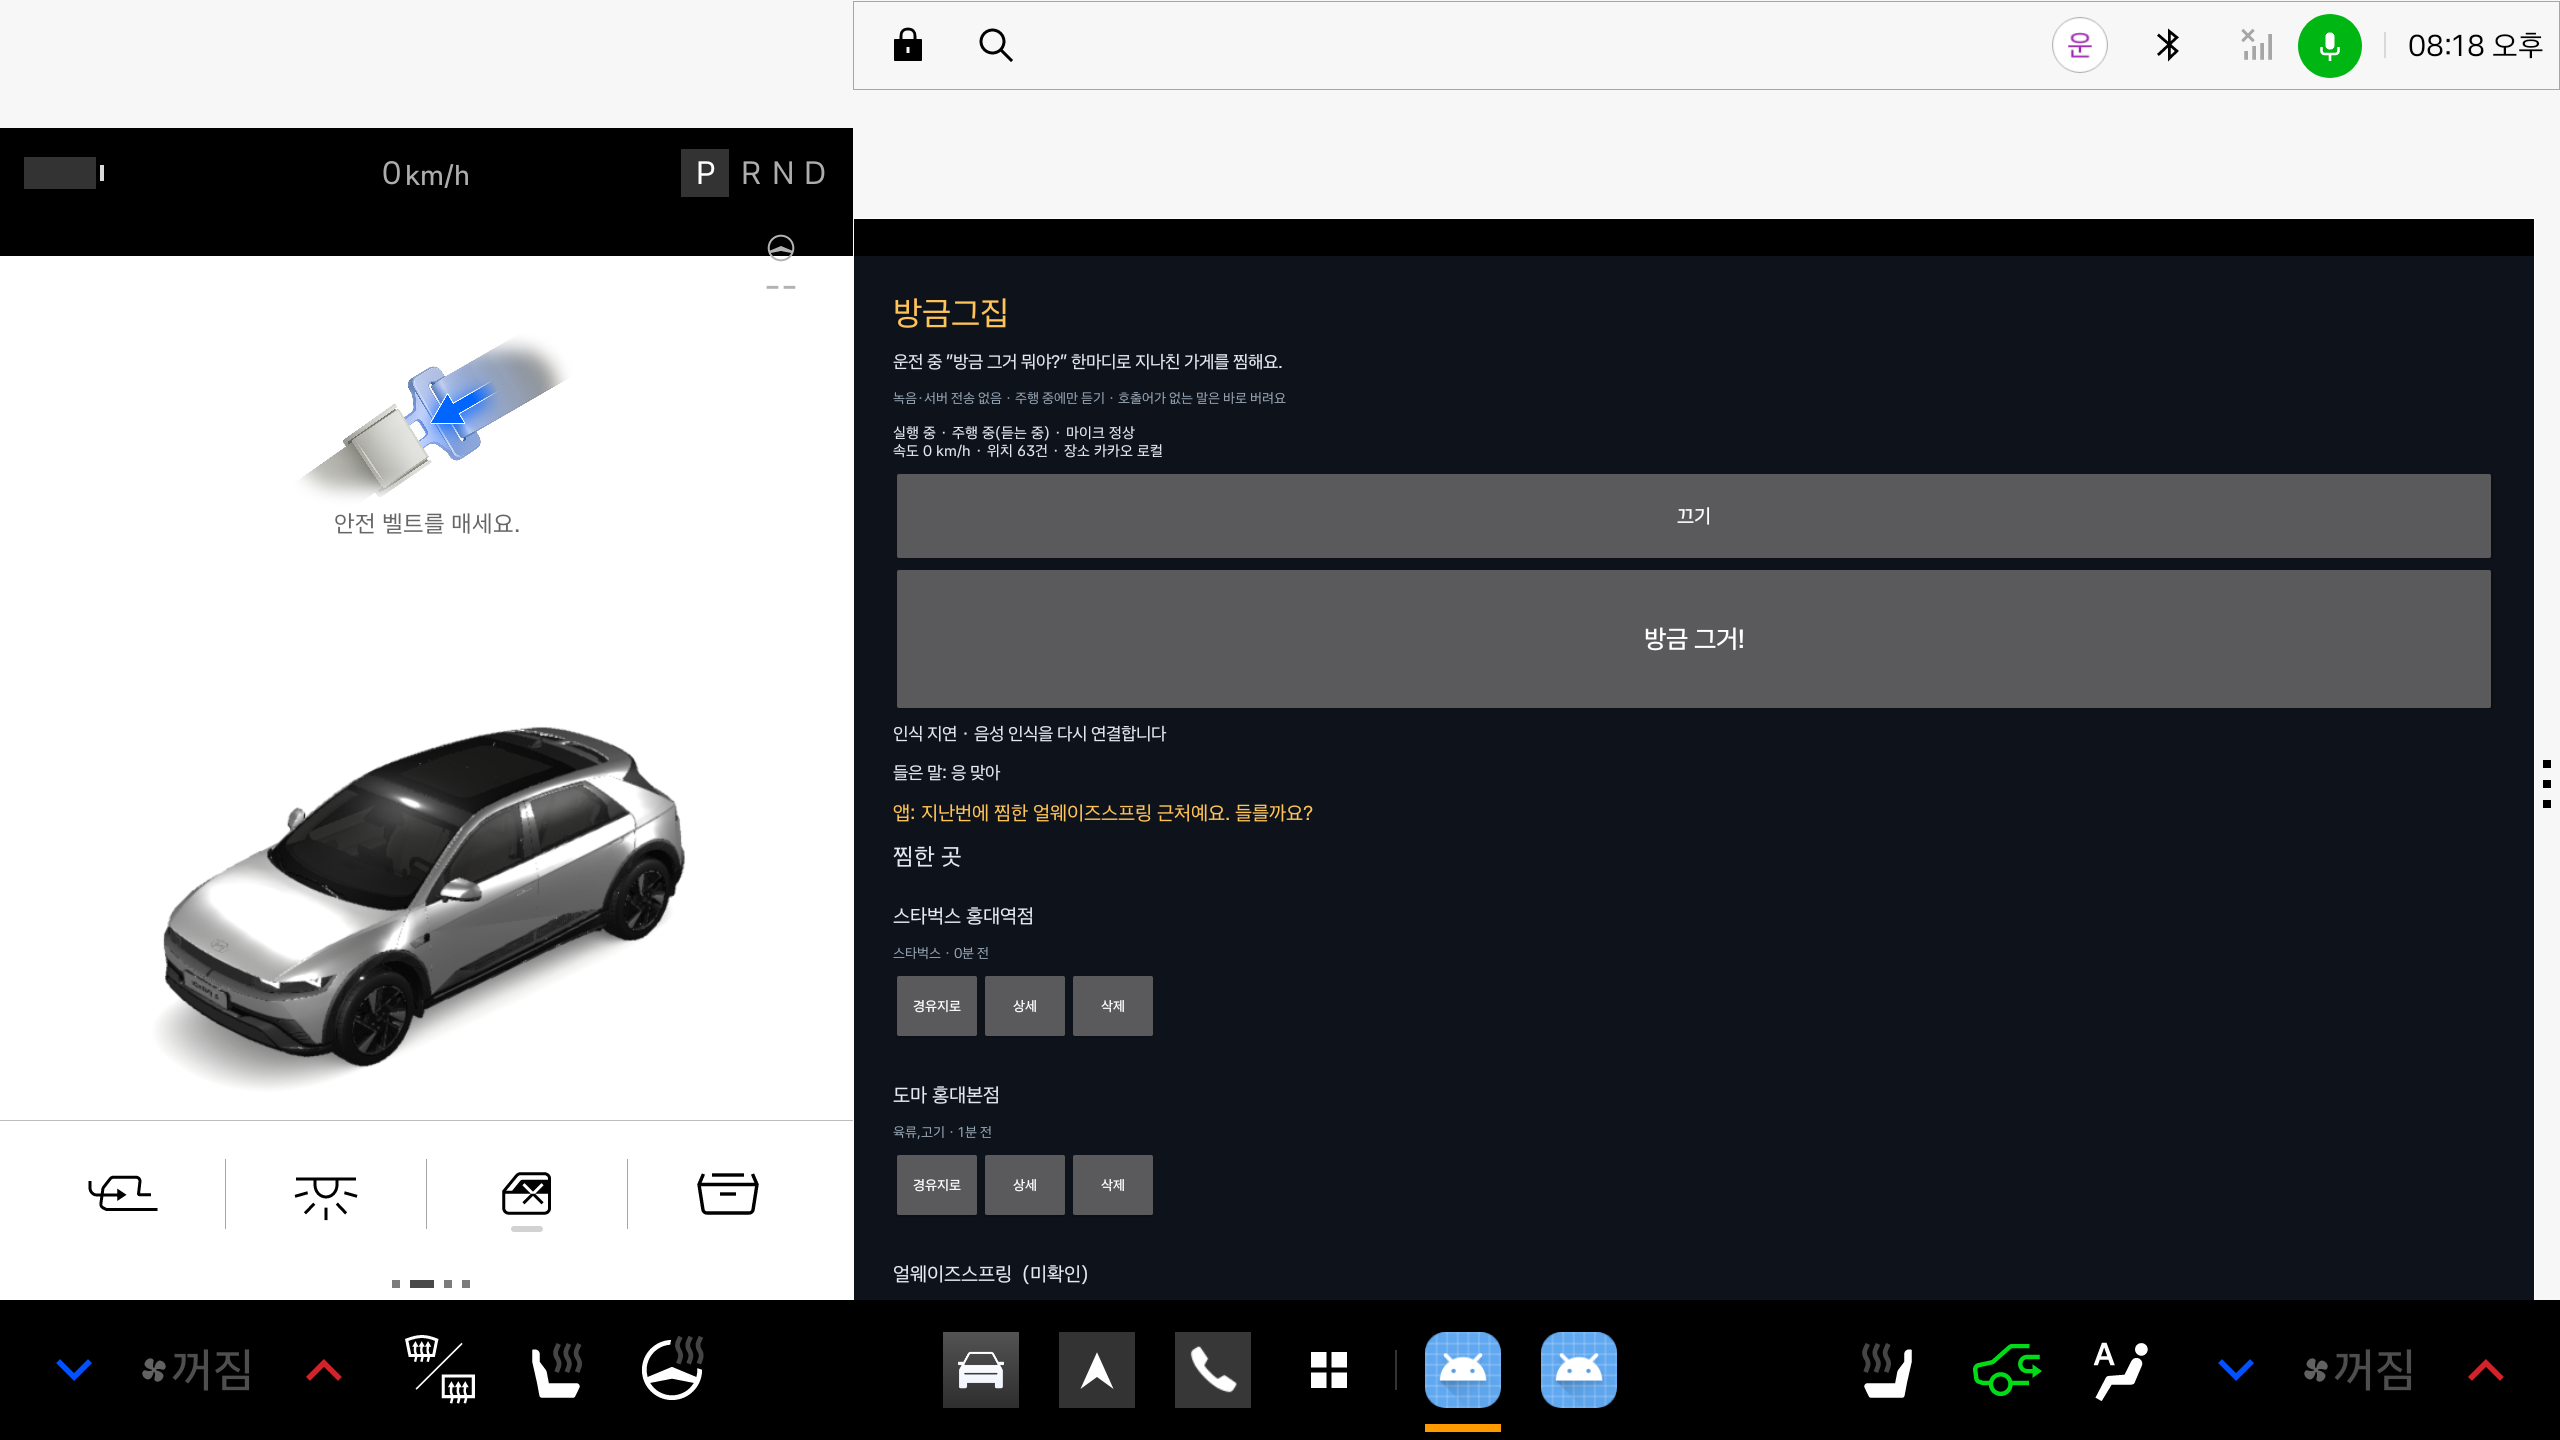 운
08:18 오후
0 km/h
P R N D
안전 벨트를 매세요.
방금그집
운전 중 "방금 그거 뭐야?" 한마디로 지나친 가게를 찜해요.
녹음·서버 전송 없음 · 주행 중에만 듣기 · 호출어가 없는 말은 바로 버려요
실행 중 · 주행 중(듣는 중) · 마이크 정상
속도 0 km/h · 위치 63건 · 장소 카카오 로컬
끄기
방금 그거!
인식 지연 · 음성 인식을 다시 연결합니다
들은 말: 응 맞아
앱: 지난번에 찜한 얼웨이즈스프링 근처예요. 들를까요?
찜한 곳
스타벅스 홍대역점
스타벅스 · 0분 전
경유지로 상세 삭제
도마 홍대본점
육류,고기 · 1분 전
경유지로 상세 삭제
얼웨이즈스프링 (미확인)
꺼짐
A
꺼짐